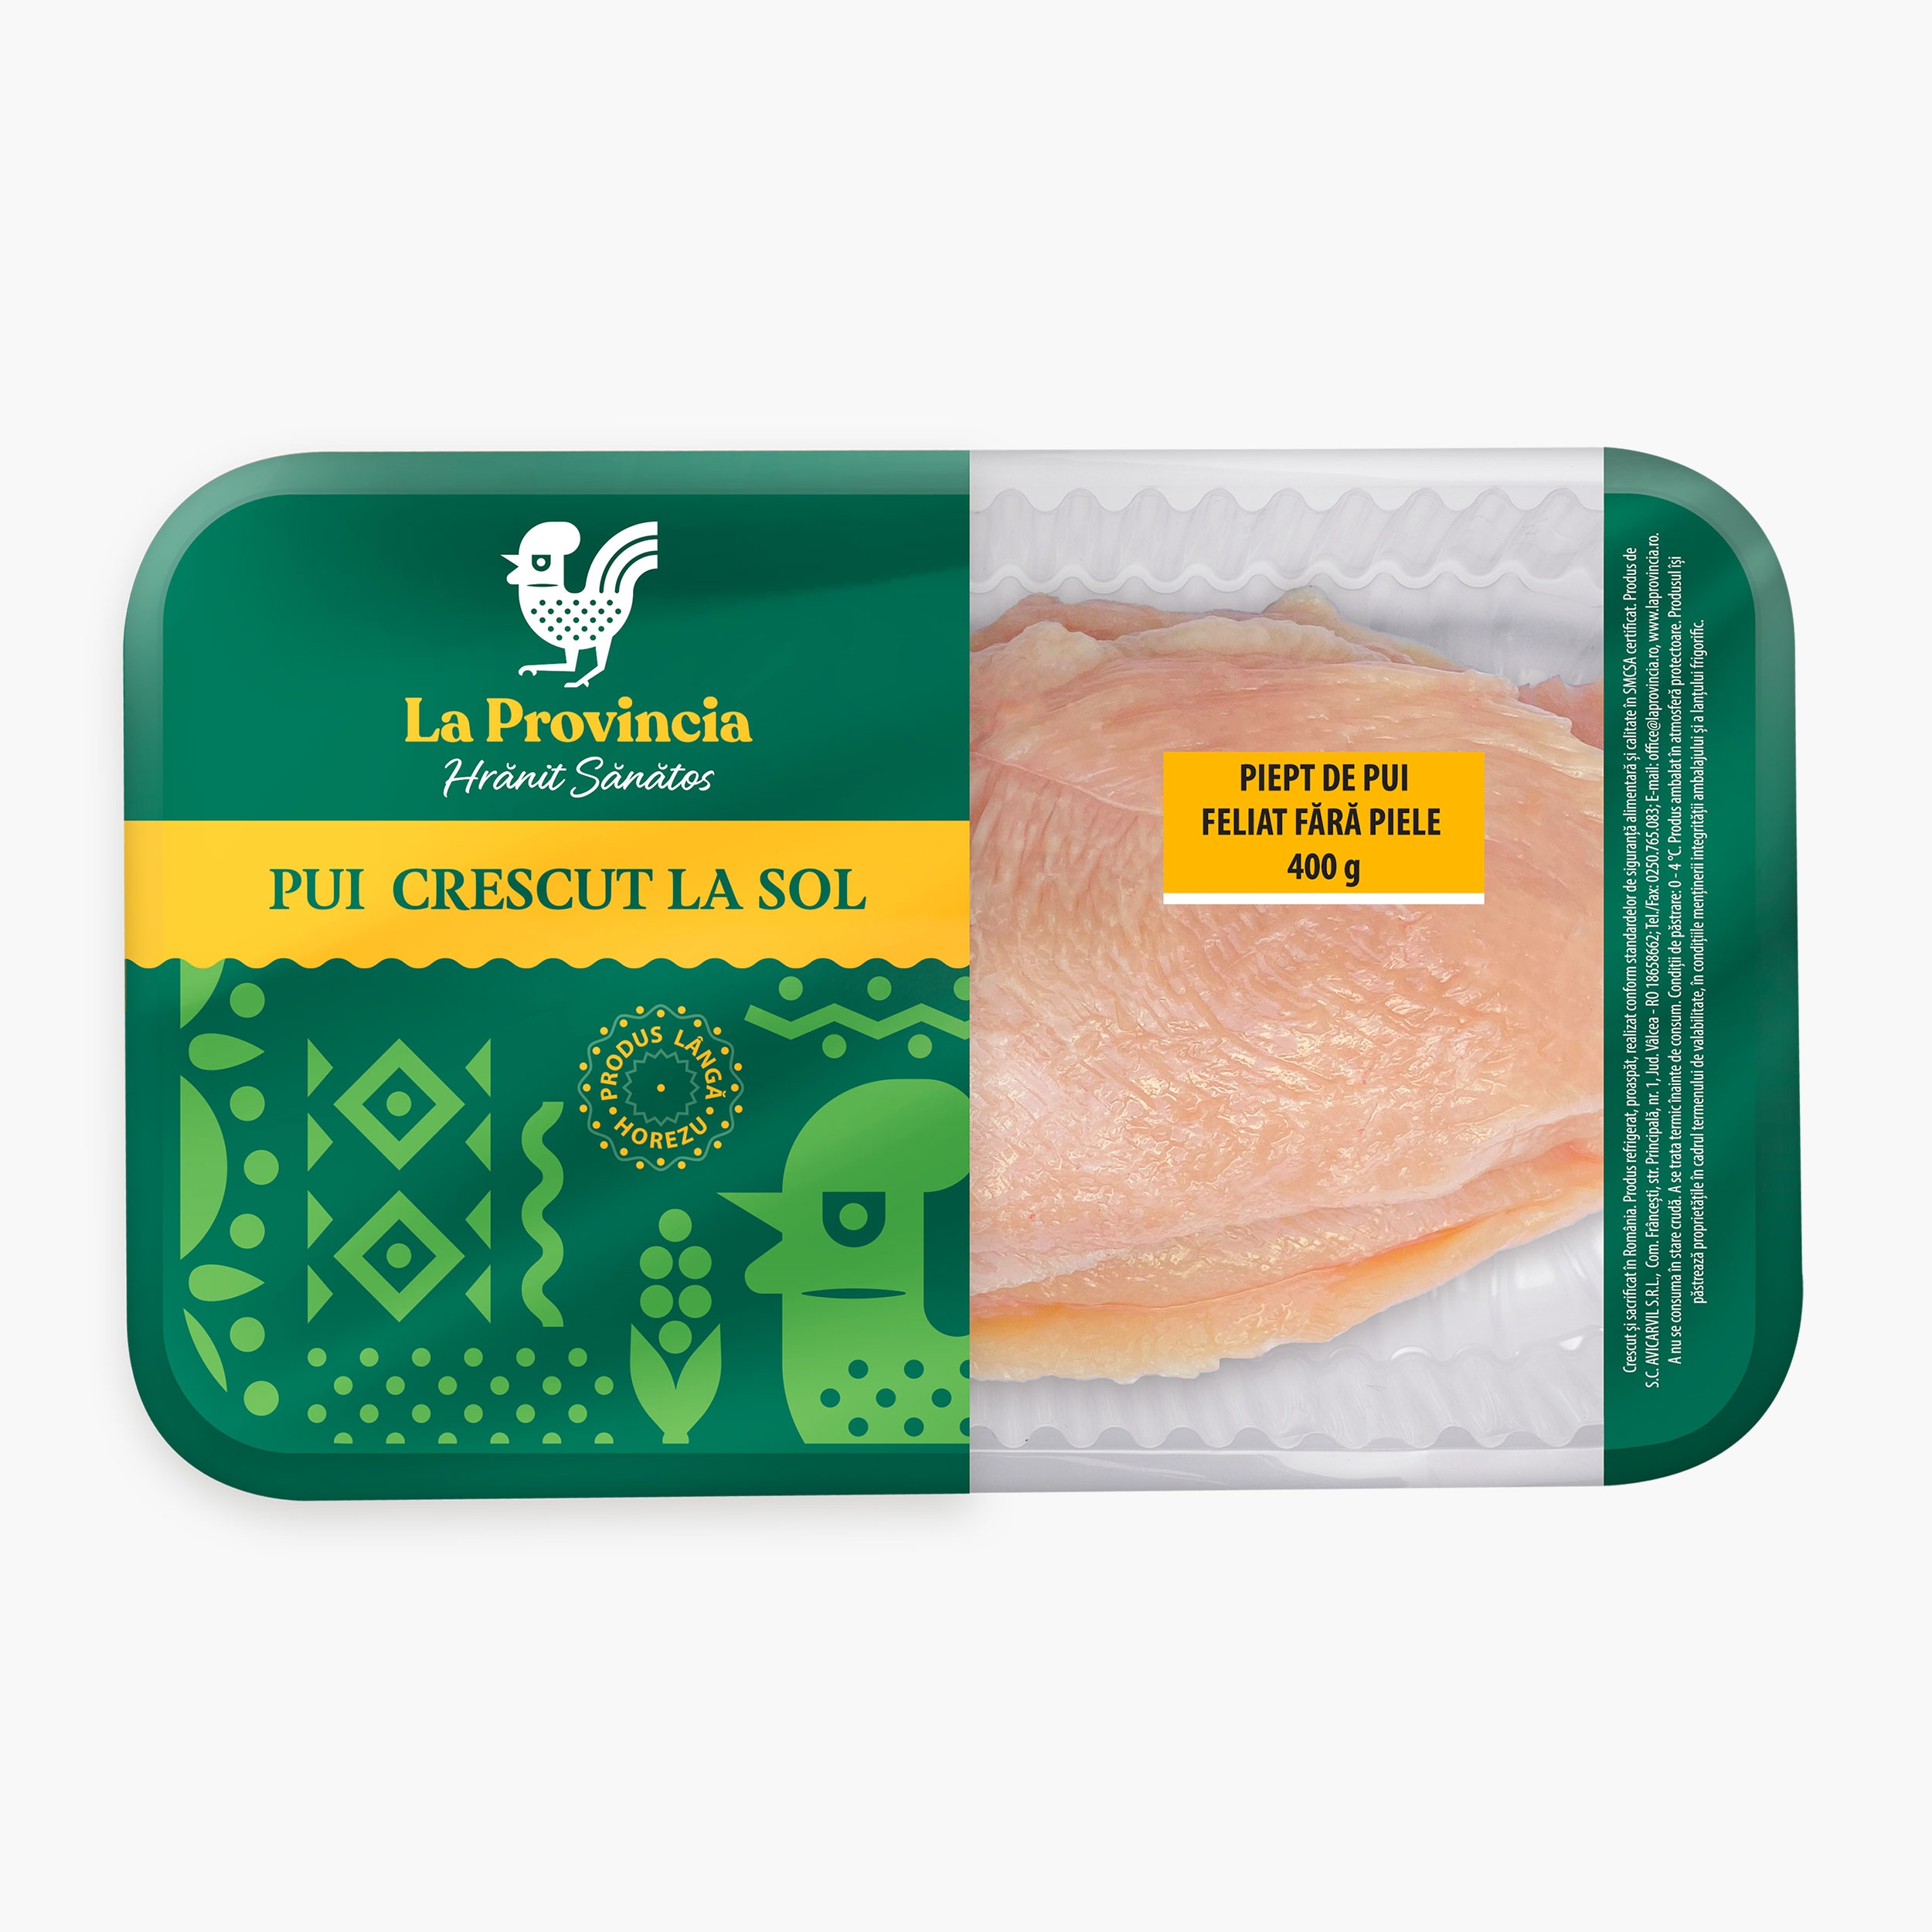 La Provincia
Hrănit Sănătos
PUI CRESCUT LA SOL
PRODUS LÂNGĂ
HOREZU
PIEPT DE PUI
FELIAT FĂRĂ PIELE
400 g
Crescut și sacrificat în România. Produs refrigerat, proaspăt, realizat conform standardelor de siguranță alimentară și calitate în SMCSA certificat. Produs de
S.C. AVICARVIL S.R.L., Com. Frâncești, str. Principală, nr. 1, Jud. Vâlcea - RO 18658662; Tel./Fax: 0250.765.083; E-mail: office@laprovincia.ro, www.laprovincia.ro.
A nu se consuma în stare crudă. A se trata termic înainte de consum. Condiții de păstrare: 0 - 4 °C. Produs ambalat în atmosferă protectoare. Produsul își
păstrează proprietățile în cadrul termenului de valabilitate, în condițiile menținerii integrității ambalajului și a lanțului frigorific.